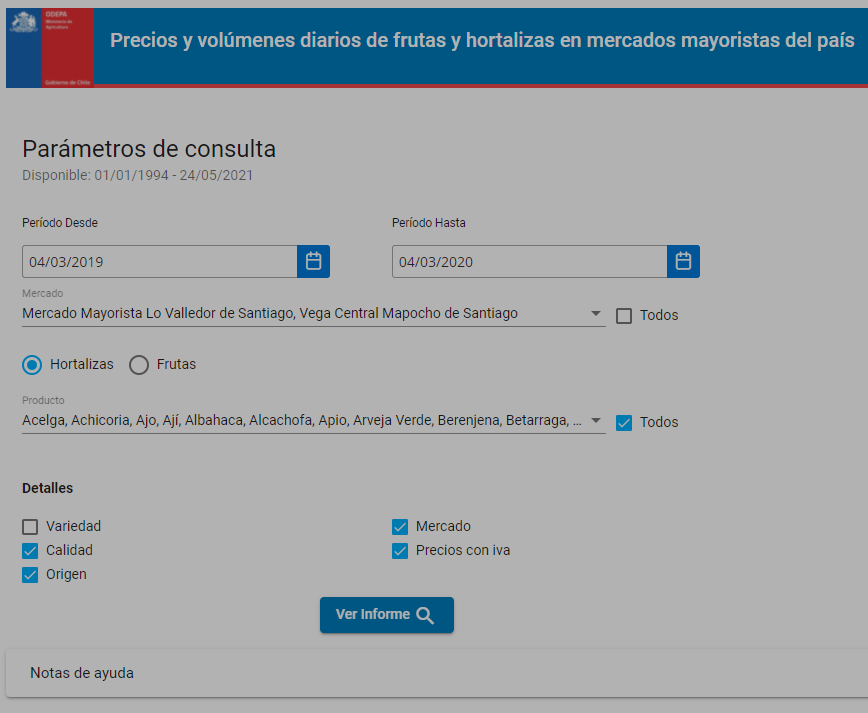 ODEPA
Ministerio de
Agricultura
Gobierno de Chile
Precios y volúmenes diarios de frutas y hortalizas en mercados mayoristas del país
Parámetros de consulta
Disponible: 01/01/1994 - 24/05/2021
Período Desde
Período Hasta
04/03/2019
04/03/2020
Mercado
Mercado Mayorista Lo Valledor de Santiago, Vega Central Mapocho de Santiago
Todos
Hortalizas
Frutas
Producto
Acelga, Achicoria, Ajo, Ají, Albahaca, Alcachofa, Apio, Arveja Verde, Berenjena, Betarraga, ...
Todos
Detalles
Variedad
Mercado
Calidad
Precios con iva
Origen
Ver Informe
Notas de ayuda